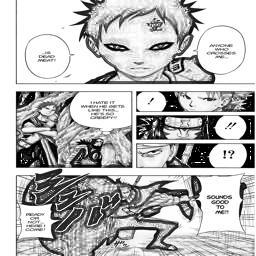 ANYONE
WHO
CROSSES
ME...
...IS
DEAD
MEAT!
I HATE IT
WHEN HE GETS
LIKE THIS...
HE'S SO
CREEPY!!
!
!!
!?
SOUNDS
GOOD
TO
ME!!
READY
OR
NOT,
HERE I
COME!